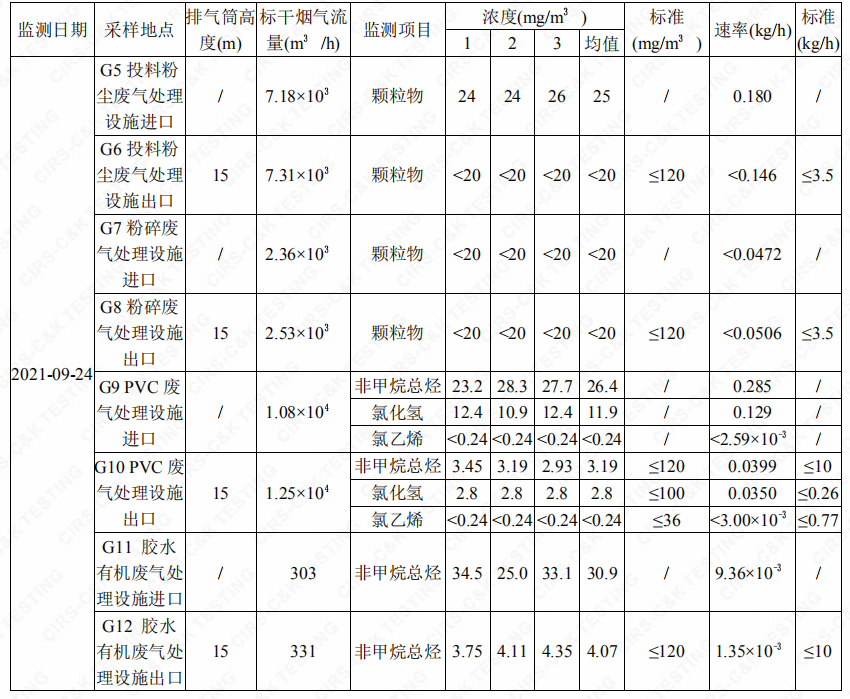 监测日期 采样地点 排气筒高度(m) 标干烟气流量(m³/h) 监测项目 浓度(mg/m³) 标准(mg/m³) 速率(kg/h) 标准(kg/h)
1 2 3 均值
2021-09-24
G5 投料粉尘废气处理设施进口 / 7.18×10³ 颗粒物 24 24 26 25 / 0.180 /
G6 投料粉尘废气处理设施出口 15 7.31×10³ 颗粒物 <20 <20 <20 <20 ≤120 <0.146 ≤3.5
G7 粉碎废气处理设施进口 / 2.36×10³ 颗粒物 <20 <20 <20 <20 / <0.0472 /
G8 粉碎废气处理设施出口 15 2.53×10³ 颗粒物 <20 <20 <20 <20 ≤120 <0.0506 ≤3.5
G9 PVC 废气处理设施进口 / 1.08×10⁴ 非甲烷总烃 23.2 28.3 27.7 26.4 / 0.285 /
氯化氢 12.4 10.9 12.4 11.9 / 0.129 /
氯乙烯 <0.24 <0.24 <0.24 <0.24 / <2.59×10⁻³ /
G10 PVC 废气处理设施出口 15 1.25×10⁴ 非甲烷总烃 3.45 3.19 2.93 3.19 ≤120 0.0399 ≤10
氯化氢 2.8 2.8 2.8 2.8 ≤100 0.0350 ≤0.26
氯乙烯 <0.24 <0.24 <0.24 <0.24 ≤36 <3.00×10⁻³ ≤0.77
G11 胶水有机废气处理设施进口 / 303 非甲烷总烃 34.5 25.0 33.1 30.9 / 9.36×10⁻³ /
G12 胶水有机废气处理设施出口 15 331 非甲烷总烃 3.75 4.11 4.35 4.07 ≤120 1.35×10⁻³ ≤10
CIRS-C&K TESTING